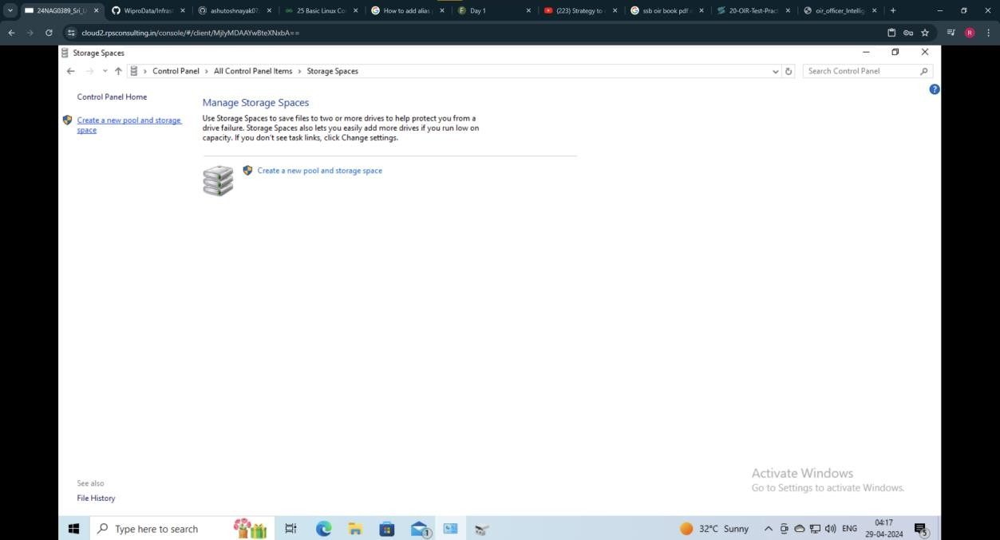 24NAG0389_Sri_U
WiproData/Infrast
ashutoshnayak07
25 Basic Linux Co
How to add alias
Day 1
(223) Strategy to
ssb oir book pdf
20-OIR-Test-Pract
oir_officer_Intellig
cloud2.rpsconsulting.in/console/#/client/MjIyMDAAYwBteXNxbA==
R
Storage Spaces
Control Panel > All Control Panel Items > Storage Spaces
Search Control Panel
Control Panel Home
Create a new pool and storage
space
Manage Storage Spaces
Use Storage Spaces to save files to two or more drives to help protect you from a
drive failure. Storage Spaces also lets you easily add more drives if you run low on
capacity. If you don't see task links, click Change settings.
Create a new pool and storage space
See also
File History
Activate Windows
Go to Settings to activate Windows.
Type here to search
1
32°C Sunny
ENG
04:17
29-04-2024
5